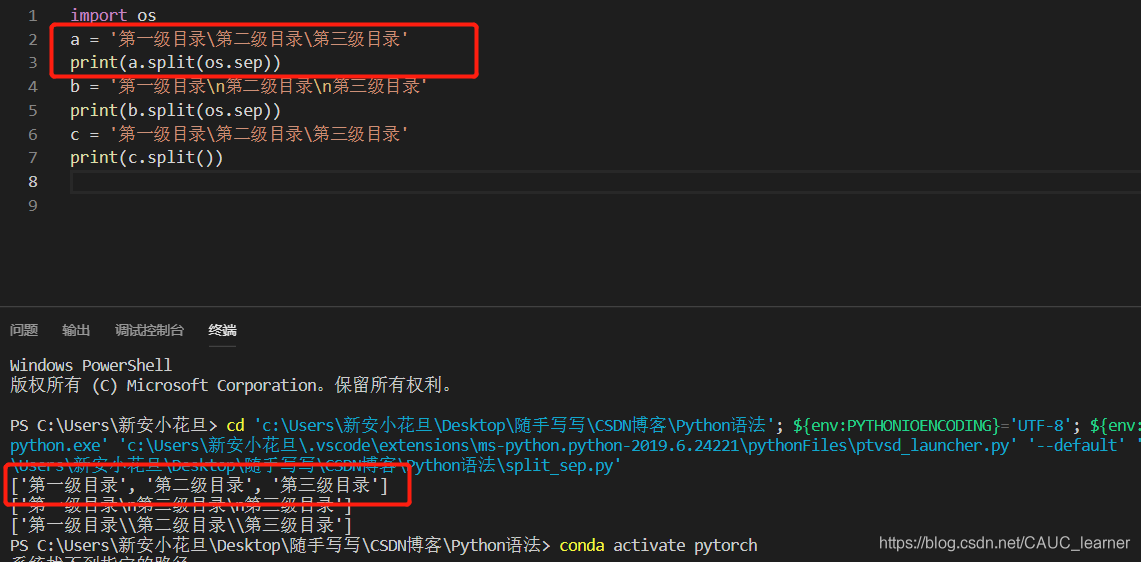 1 import os
2 a = '第一级目录\第二级目录\第三级目录'
3 print(a.split(os.sep))
4 b = '第一级目录\n第二级目录\n第三级目录'
5 print(b.split(os.sep))
6 c = '第一级目录\第二级目录\第三级目录'
7 print(c.split())
8
9
问题 输出 调试控制台 终端
Windows PowerShell
版权所有 (C) Microsoft Corporation。保留所有权利。
PS C:\Users\新安小花旦> cd 'c:\Users\新安小花旦\Desktop\随手写写\CSDN博客\Python语法'; ${env:PYTHONIOENCODING}='UTF-8'; ${env:
python.exe' 'c:\Users\新安小花旦\.vscode\extensions\ms-python.python-2019.6.24221\pythonFiles\ptvsd_launcher.py' '--default' '
\Users\新安小花旦\Desktop\随手写写\CSDN博客\Python语法\split_sep.py'
['第一级目录', '第二级目录', '第三级目录']
['第一级目录\n第二级目录\n第三级目录']
['第一级目录\\第二级目录\\第三级目录']
PS C:\Users\新安小花旦\Desktop\随手写写\CSDN博客\Python语法> conda activate pytorch
https://blog.csdn.net/CAUC_learner